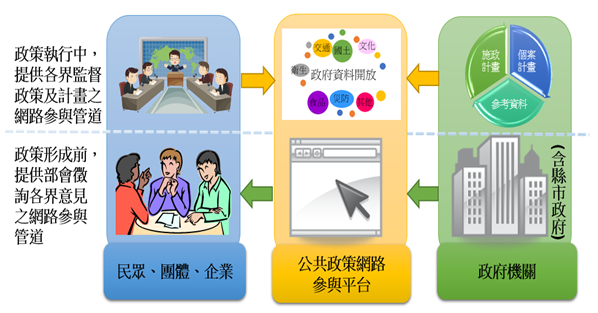 政策執行中，
提供各界監督
政策及計畫之
網路參與管道
政策形成前，
提供部會徵
詢各界意見
之網路參與
管道
交通
國土
文化
衛生
政府資料開放
食品
災防
其他
施政
計畫
個案
計畫
參考資料
(含縣市政府)
民眾、團體、企業
公共政策網路
參與平台
政府機關